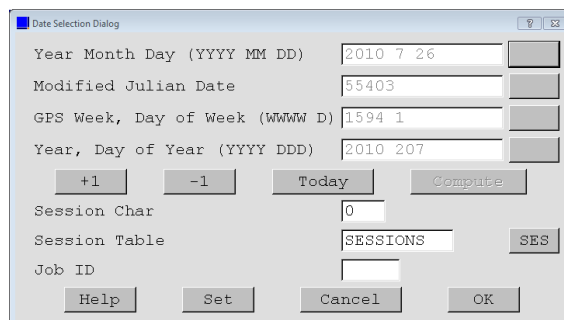 Date Selection Dialog
Year Month Day (YYYY MM DD) 2010 7 26
Modified Julian Date 55403
GPS Week, Day of Week (WWWW D) 1594 1
Year, Day of Year (YYYY DDD) 2010 207
+1 -1 Today Compute
Session Char 0
Session Table SESSIONS SES
Job ID
Help Set Cancel OK